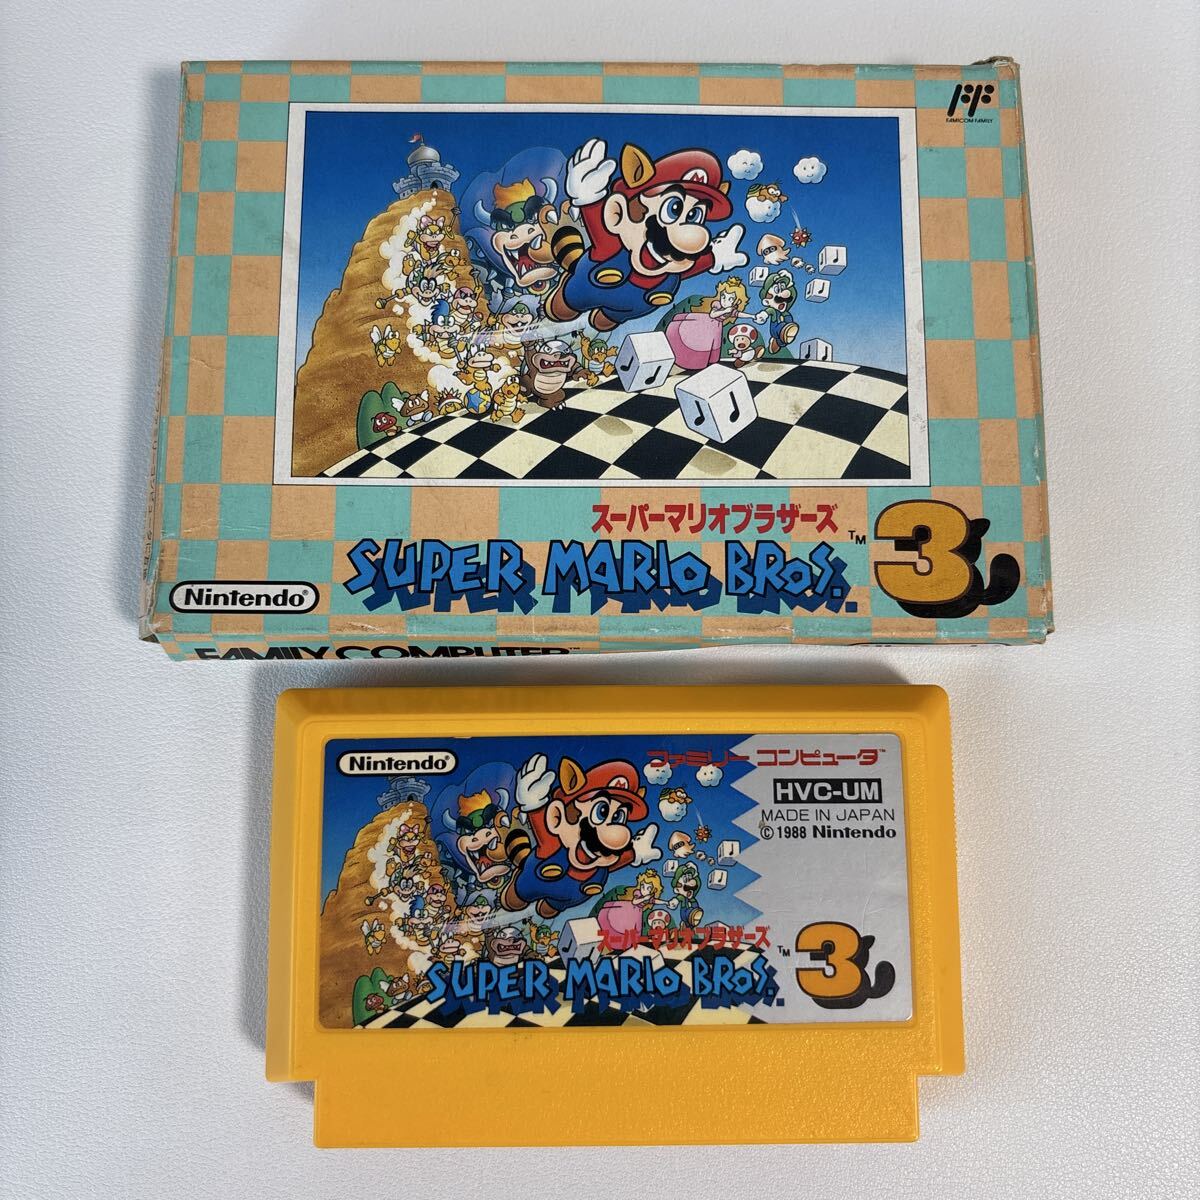 FAMICOM FAMILY
スーパーマリオブラザーズ
SUPER MARIO BROS.™ 3
Nintendo®
FAMILY COMPUTER™
Nintendo®
ファミリーコンピュータ™
HVC-UM
MADE IN JAPAN
© 1988 Nintendo
スーパーマリオブラザーズ
SUPER MARIO BROS.™ 3